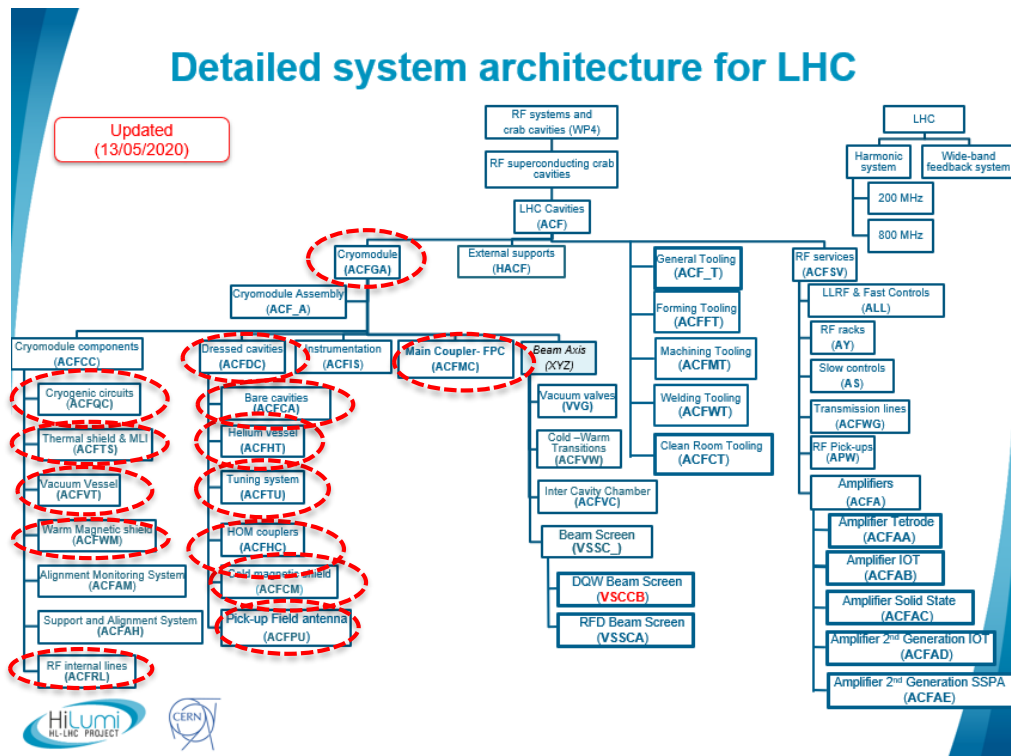 Detailed system architecture for LHC
Updated
(13/05/2020)
RF systems and
crab cavities (WP4)
RF superconducting crab
cavities
LHC Cavities
(ACF)
LHC
Harmonic
system
Wide-band
feedback system
200 MHz
800 MHz
Cryomodule
(ACFGA)
External supports
(HACF)
General Tooling
(ACF_T)
RF services
(ACFSV)
Cryomodule Assembly
(ACF_A)
Forming Tooling
(ACFFT)
Machining Tooling
(ACFMT)
Welding Tooling
(ACFWT)
Clean Room Tooling
(ACFCT)
LLRF & Fast Controls
(ALL)
RF racks
(AY)
Slow controls
(AS)
Transmission lines
(ACFWG)
RF Pick-ups
(APW)
Amplifiers
(ACFA)
Amplifier Tetrode
(ACFAA)
Amplifier IOT
(ACFAB)
Amplifier Solid State
(ACFAC)
Amplifier 2nd Generation IOT
(ACFAD)
Amplifier 2nd Generation SSPA
(ACFAE)
Cryomodule components
(ACFCC)
Dressed cavities
(ACFDC)
Instrumentation
(ACFIS)
Main Coupler- FPC
(ACFMC)
Beam Axis
(XYZ)
Cryogenic circuits
(ACFQC)
Thermal shield & MLI
(ACFTS)
Vacuum Vessel
(ACFVT)
Warm Magnetic shield
(ACFWM)
Alignment Monitoring System
(ACFAM)
Support and Alignment System
(ACFAH)
RF internal lines
(ACFRL)
Bare cavities
(ACFCA)
Helium vessel
(ACFHT)
Tuning system
(ACFTU)
HOM couplers
(ACFHC)
Cold magnetic shield
(ACFCM)
Pick-up Field antenna
(ACFPU)
Vacuum valves
(VVG)
Cold –Warm
Transitions
(ACFVW)
Inter Cavity Chamber
(ACFVC)
Beam Screen
(VSSC_)
DQW Beam Screen
(VSCCB)
RFD Beam Screen
(VSSCA)
HiLumi
HL-LHC PROJECT
CERN